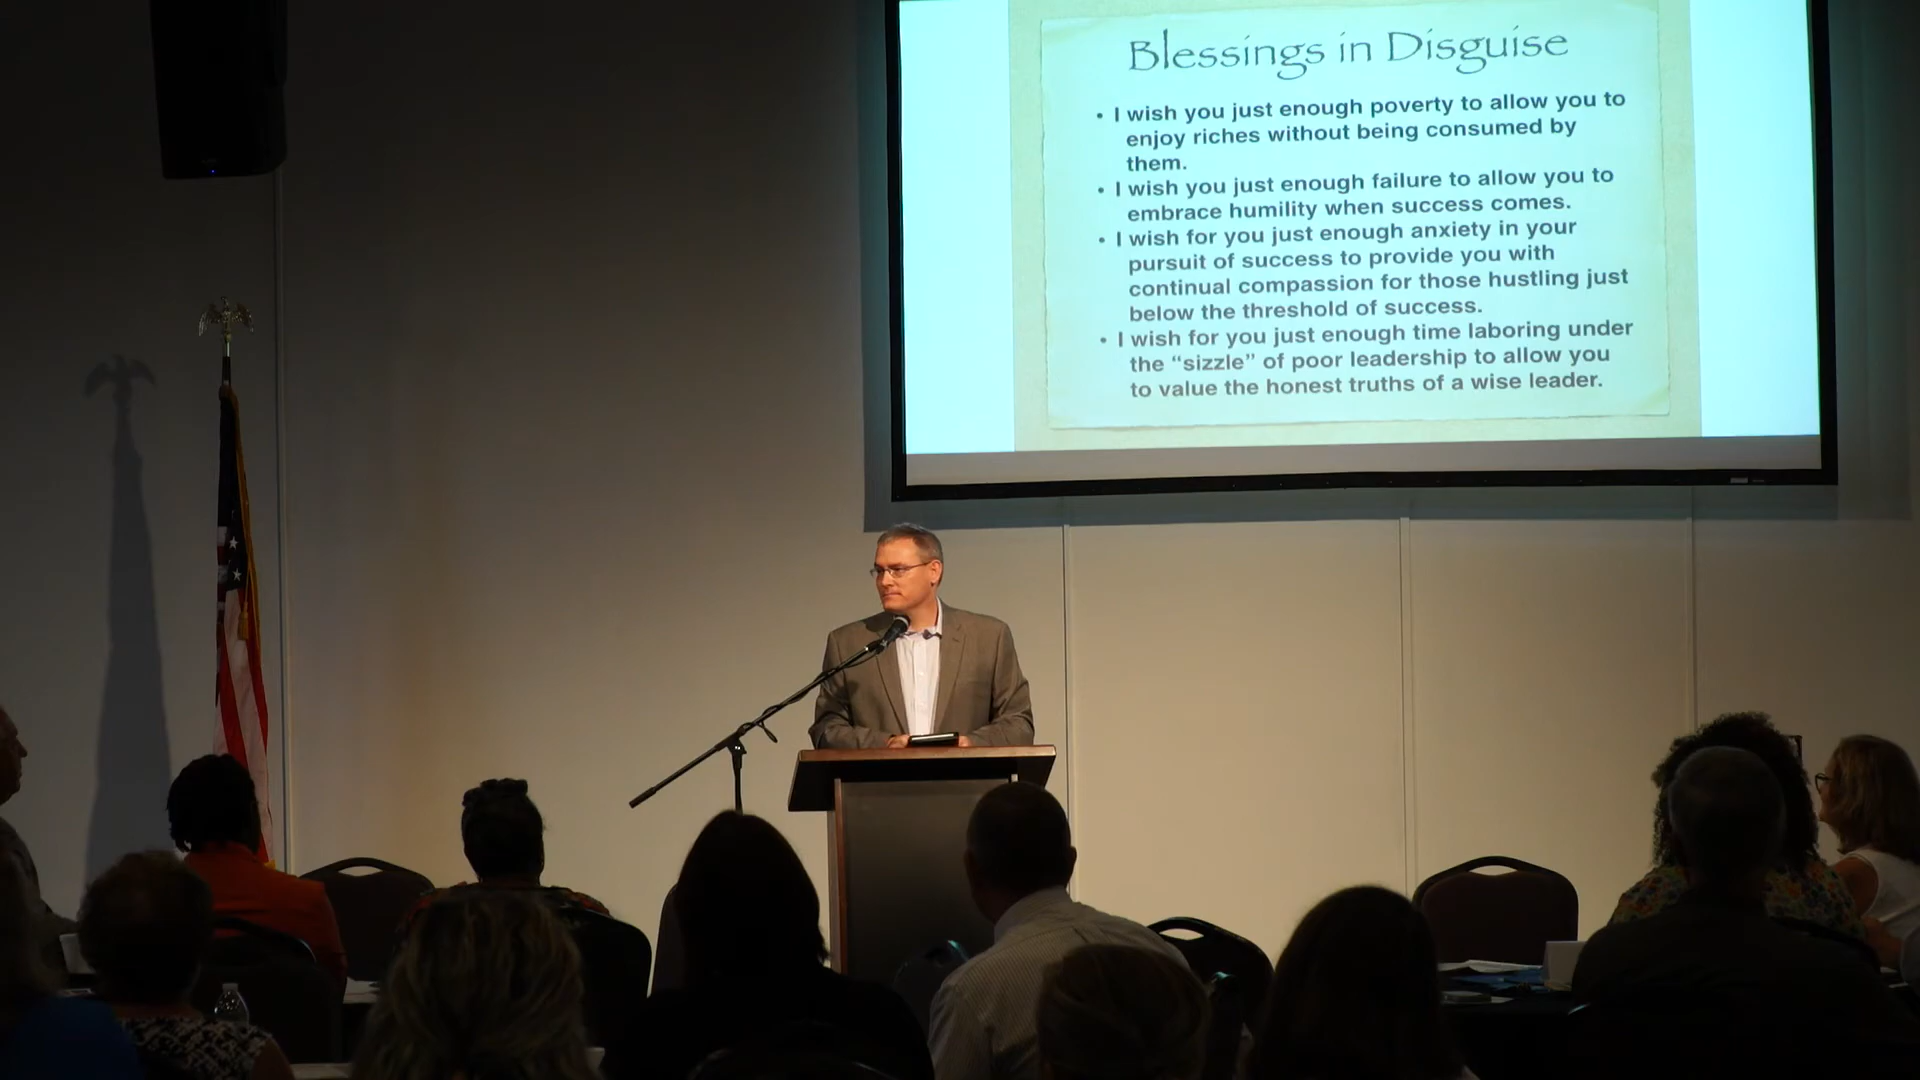 Blessings in Disguise
• I wish you just enough poverty to allow you to
enjoy riches without being consumed by
them.
• I wish you just enough failure to allow you to
embrace humility when success comes.
• I wish for you just enough anxiety in your
pursuit of success to provide you with
continual compassion for those hustling just
below the threshold of success.
• I wish for you just enough time laboring under
the “sizzle” of poor leadership to allow you
to value the honest truths of a wise leader.